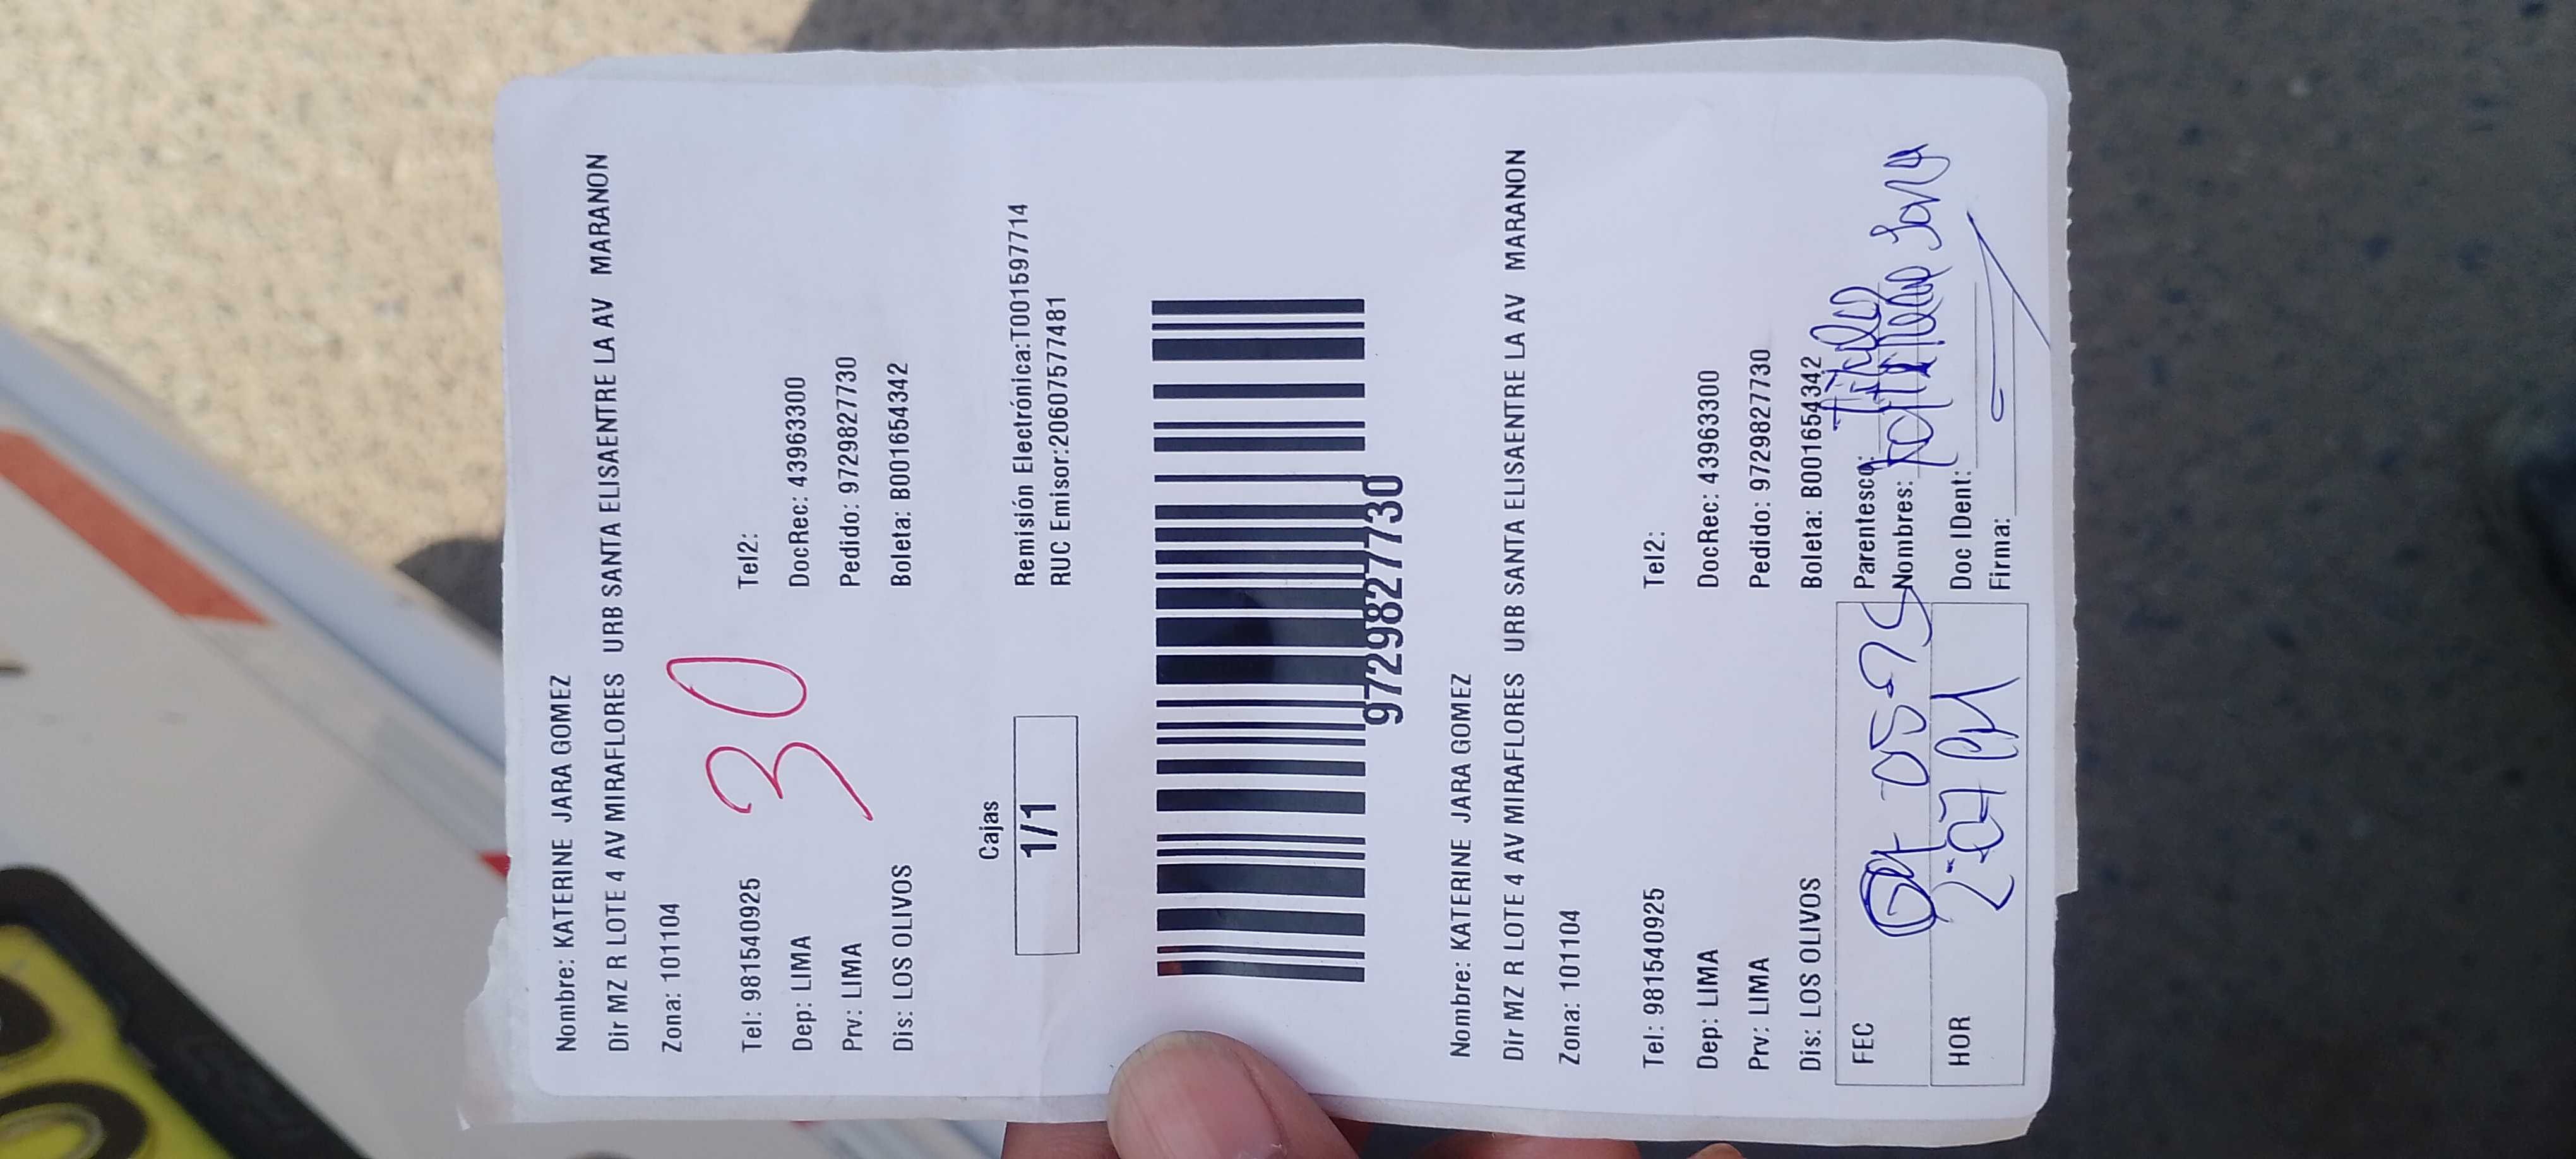 Nombre: KATERINE JARA GOMEZ
Dir MZ R LOTE 4 AV MIRAFLORES URB SANTA ELISAENTRE LA AV MARANON
Zona: 101104
30
Tel: 981540925 Tel2:
Dep: LIMA DocRec: 43963300
Prv: LIMA Pedido: 9729827730
Dis: LOS OLIVOS Boleta: B001654342
Cajas
1/1
Remisión Electrónica:T001597714
RUC Emisor:20607577481
9729827730
Nombre: KATERINE JARA GOMEZ
Dir MZ R LOTE 4 AV MIRAFLORES URB SANTA ELISAENTRE LA AV MARANON
Zona: 101104
Tel: 981540925 Tel2:
Dep: LIMA DocRec: 43963300
Prv: LIMA Pedido: 9729827730
Dis: LOS OLIVOS Boleta: B001654342
FEC Parentesco:
Nombres:
HOR 2:07 PM Doc IDent:
Firma: